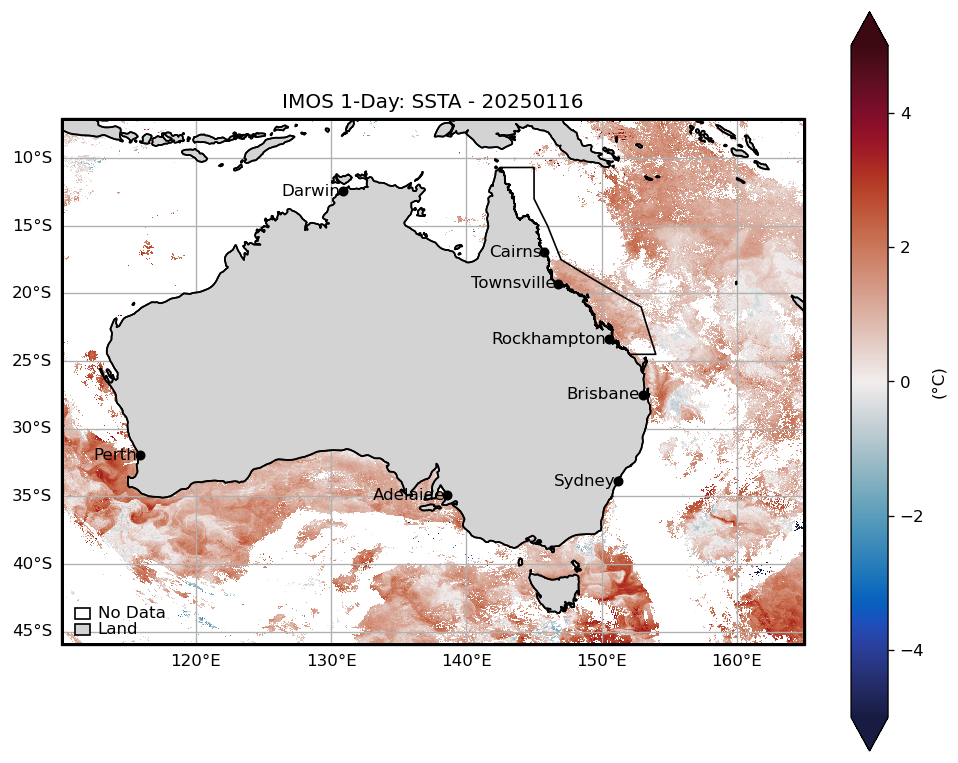 IMOS 1-Day: SSTA - 20250116
10°S
15°S
20°S
25°S
30°S
35°S
40°S
45°S
Darwin
Cairns
Townsville
Rockhampton
Brisbane
Perth
Sydney
Adelaide
No Data
Land
120°E 130°E 140°E 150°E 160°E
4
2
0
−2
−4
(°C)